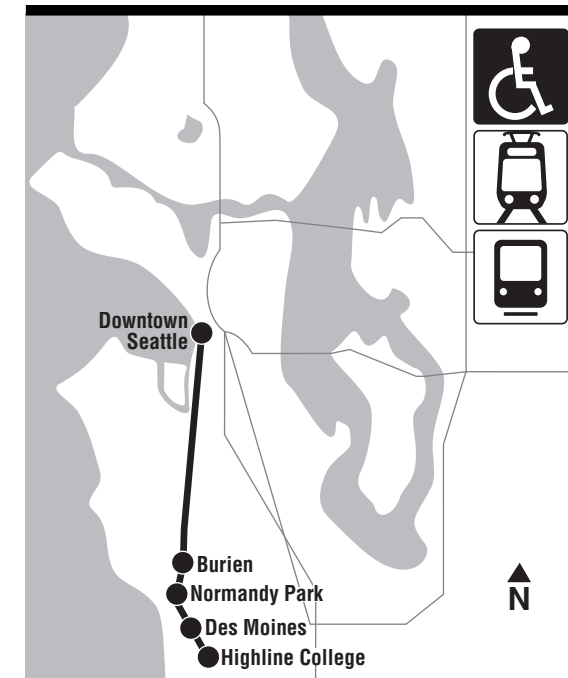 Downtown
Seattle
Burien
Normandy Park
Des Moines
Highline College
N